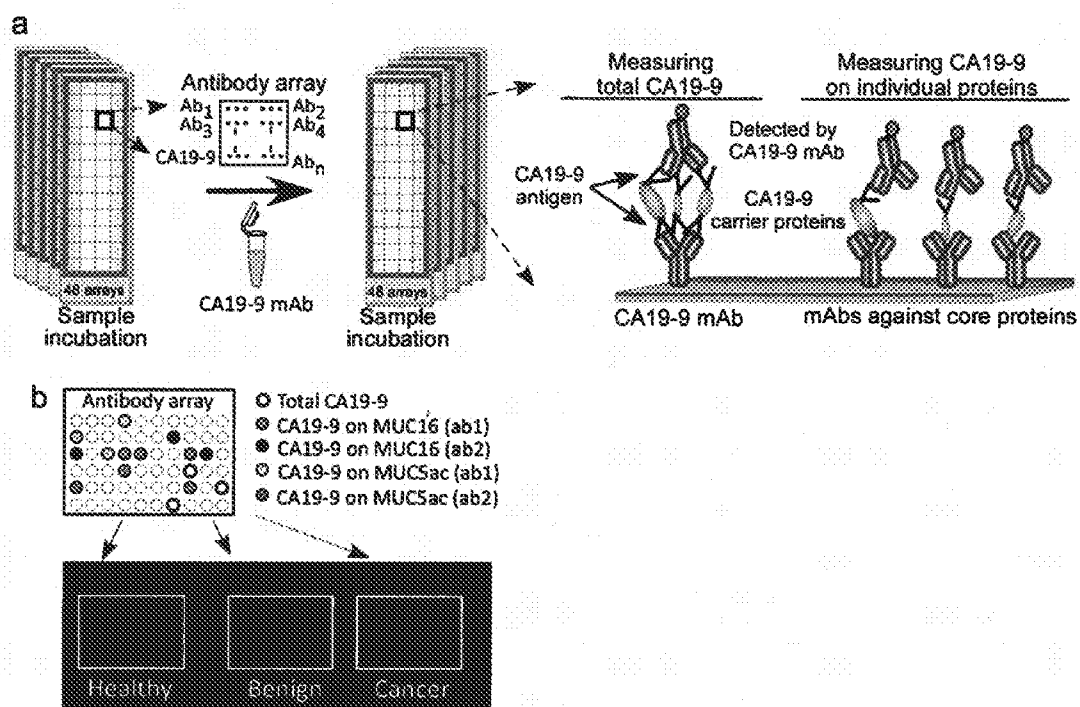 a
Antibody array
Ab1 Ab2
Ab3 Ab4
CA19-9
Abn
CA19-9 mAb
48 arrays
Sample
incubation
48 arrays
Sample
incubation
Measuring
total CA19-9
Measuring CA19-9
on individual proteins
Detected by
CA19-9 mAb
CA19-9
antigen
CA19-9
carrier proteins
CA19-9 mAb
mAbs against core proteins
b
Antibody array
Total CA19-9
CA19-9 on MUC16 (ab1)
CA19-9 on MUC16 (ab2)
CA19-9 on MUC5ac (ab1)
CA19-9 on MUC5ac (ab2)
Healthy
Benign
Cancer